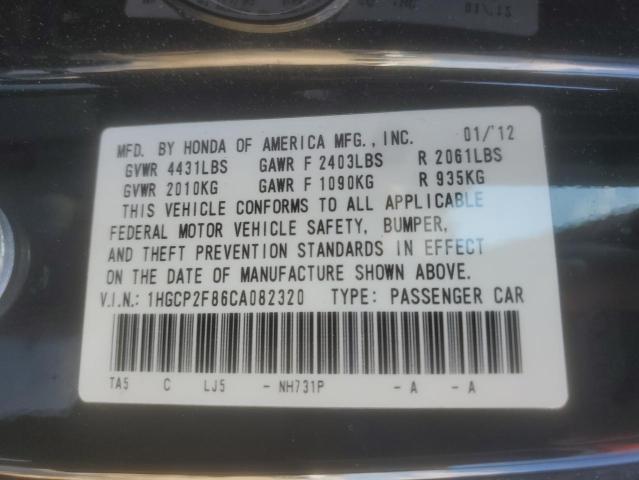 MFD. BY HONDA OF AMERICA MFG., INC. 01/'12
GVWR 4431LBS GAWR F 2403LBS R 2061LBS
GVWR 2010KG GAWR F 1090KG R 935KG
THIS VEHICLE CONFORMS TO ALL APPLICABLE
FEDERAL MOTOR VEHICLE SAFETY, BUMPER,
AND THEFT PREVENTION STANDARDS IN EFFECT
ON THE DATE OF MANUFACTURE SHOWN ABOVE.
V.I.N.: 1HGCP2F86CA082320 TYPE: PASSENGER CAR
TA5 C LJ5 - NH731P - A - A